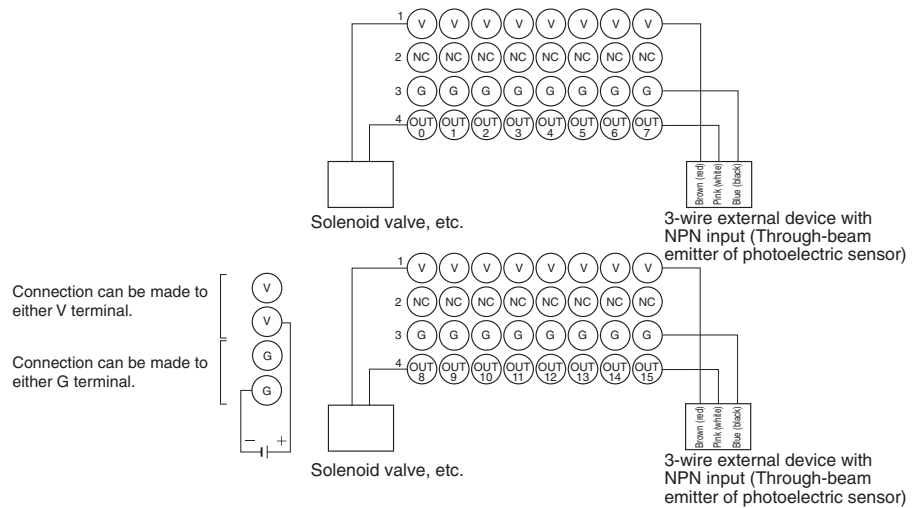 1 V V V V V V V V
2 NC NC NC NC NC NC NC NC
3 G G G G G G G G
4 OUT 0 OUT 1 OUT 2 OUT 3 OUT 4 OUT 5 OUT 6 OUT 7
Solenoid valve, etc.
Brown (red)
Pink (white)
Blue (black)
3-wire external device with
NPN input (Through-beam
emitter of photoelectric sensor)
Connection can be made to
either V terminal.
V
V
Connection can be made to
either G terminal.
G
G
− +
1 V V V V V V V V
2 NC NC NC NC NC NC NC NC
3 G G G G G G G G
4 OUT 8 OUT 9 OUT 10 OUT 11 OUT 12 OUT 13 OUT 14 OUT 15
Solenoid valve, etc.
Brown (red)
Pink (white)
Blue (black)
3-wire external device with
NPN input (Through-beam
emitter of photoelectric sensor)